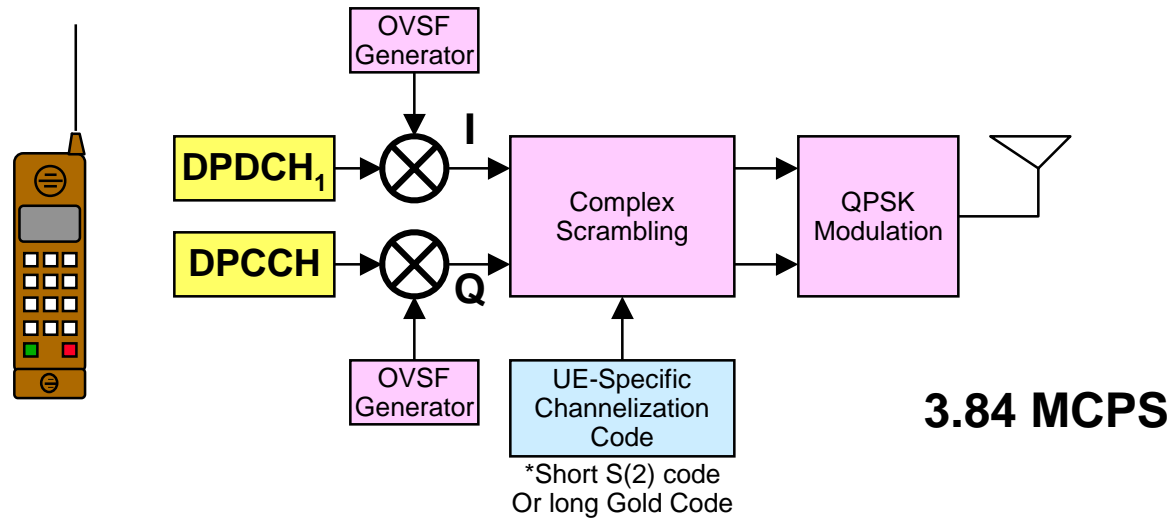 OVSF
Generator
I
DPDCH₁
DPCCH
Q
Complex
Scrambling
QPSK
Modulation
OVSF
Generator
UE-Specific
Channelization
Code
*Short S(2) code
Or long Gold Code
3.84 MCPS